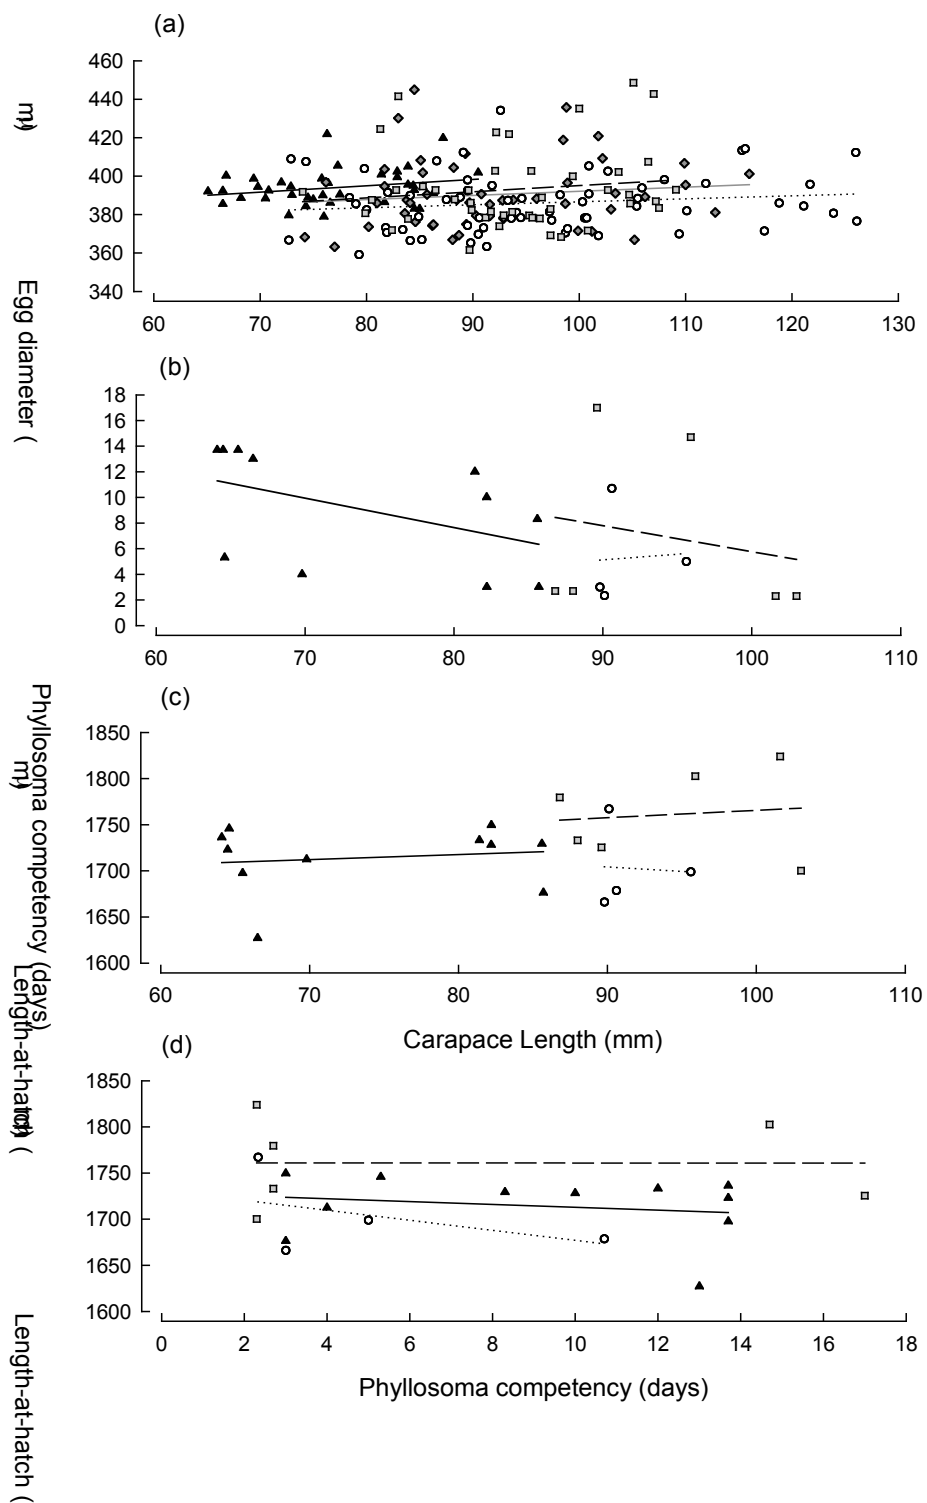 (a)
460
440
420
400
380
360
340
60 70 80 90 100 110 120 130
Egg diameter (
m)
(b)
18
16
14
12
10
8
6
4
2
0
60 70 80 90 100 110
Phyllosoma competency (days)
(c)
1850
1800
1750
1700
1650
1600
60 70 80 90 100 110
Carapace Length (mm)
Length-at-hatch (
m)
(d)
1850
1800
1750
1700
1650
1600
0 2 4 6 8 10 12 14 16 18
Phyllosoma competency (days)
Length-at-hatch (